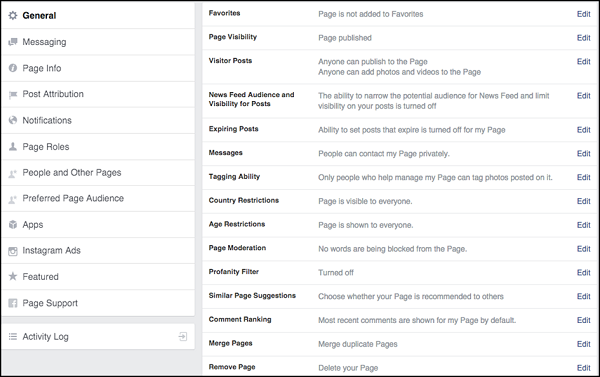 General
Messaging
Page Info
Post Attribution
Notifications
Page Roles
People and Other Pages
Preferred Page Audience
Apps
Instagram Ads
Featured
Page Support
Activity Log
Favorites Page is not added to Favorites Edit
Page Visibility Page published Edit
Visitor Posts Anyone can publish to the Page Edit
Anyone can add photos and videos to the Page
News Feed Audience and The ability to narrow the potential audience for News Feed and limit Edit
Visibility for Posts visibility on your posts is turned off
Expiring Posts Ability to set posts that expire is turned off for my Page Edit
Messages People can contact my Page privately. Edit
Tagging Ability Only people who help manage my Page can tag photos posted on it. Edit
Country Restrictions Page is visible to everyone. Edit
Age Restrictions Page is shown to everyone. Edit
Page Moderation No words are being blocked from the Page. Edit
Profanity Filter Turned off Edit
Similar Page Suggestions Choose whether your Page is recommended to others Edit
Comment Ranking Most recent comments are shown for my Page by default. Edit
Merge Pages Merge duplicate Pages Edit
Remove Page Delete your Page Edit